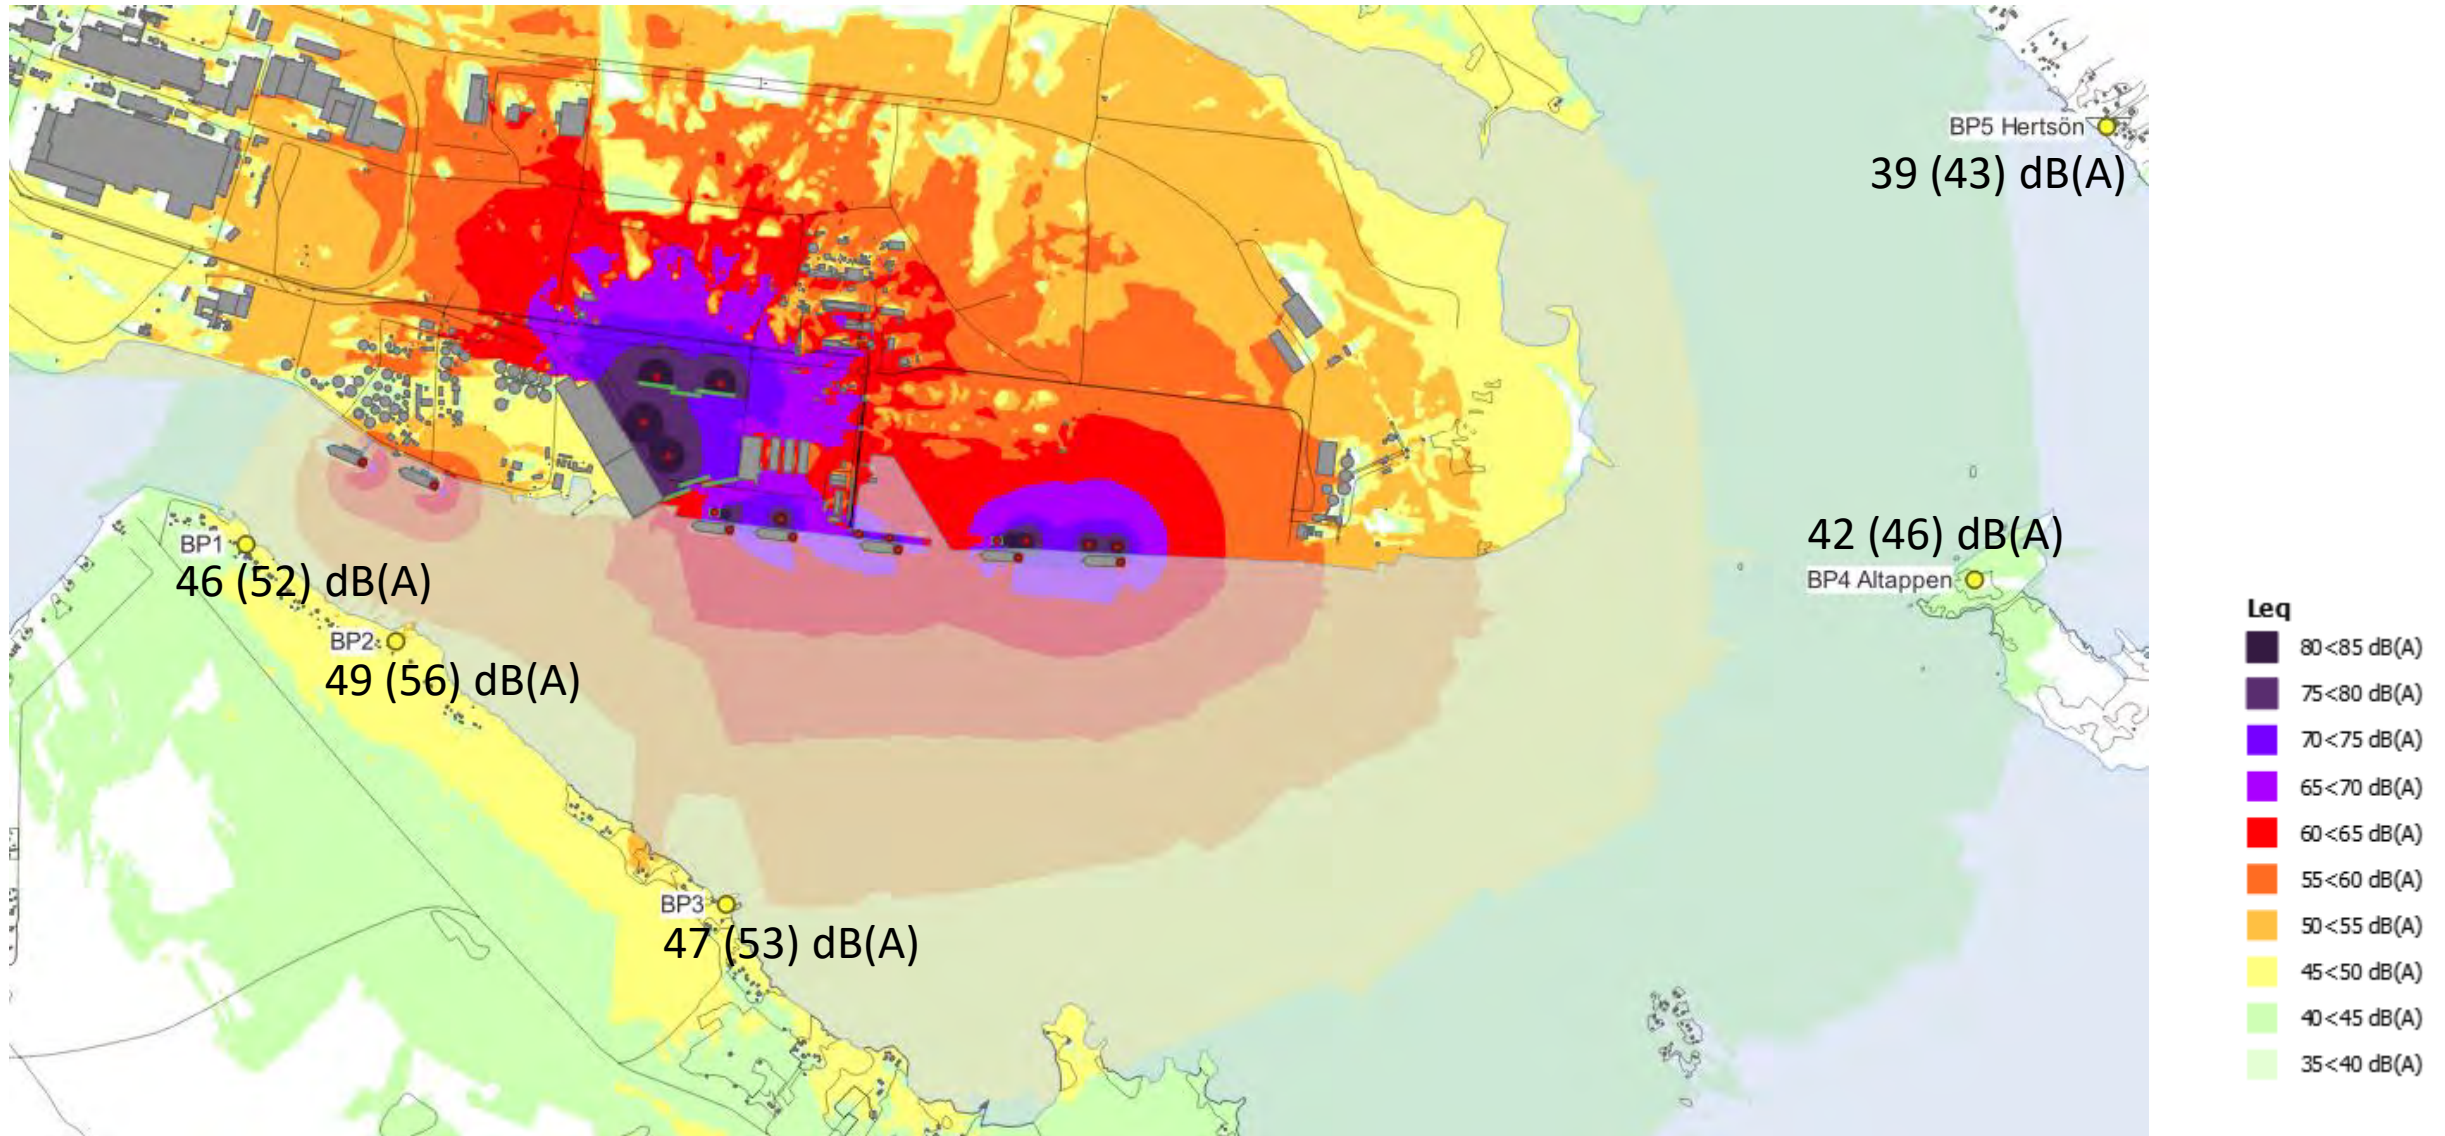 BP5 Hertsön
39 (43) dB(A)
BP1
46 (52) dB(A)
42 (46) dB(A)
BP4 Altappen
BP2
49 (56) dB(A)
BP3
47 (53) dB(A)
Leq
80<85 dB(A)
75<80 dB(A)
70<75 dB(A)
65<70 dB(A)
60<65 dB(A)
55<60 dB(A)
50<55 dB(A)
45<50 dB(A)
40<45 dB(A)
35<40 dB(A)